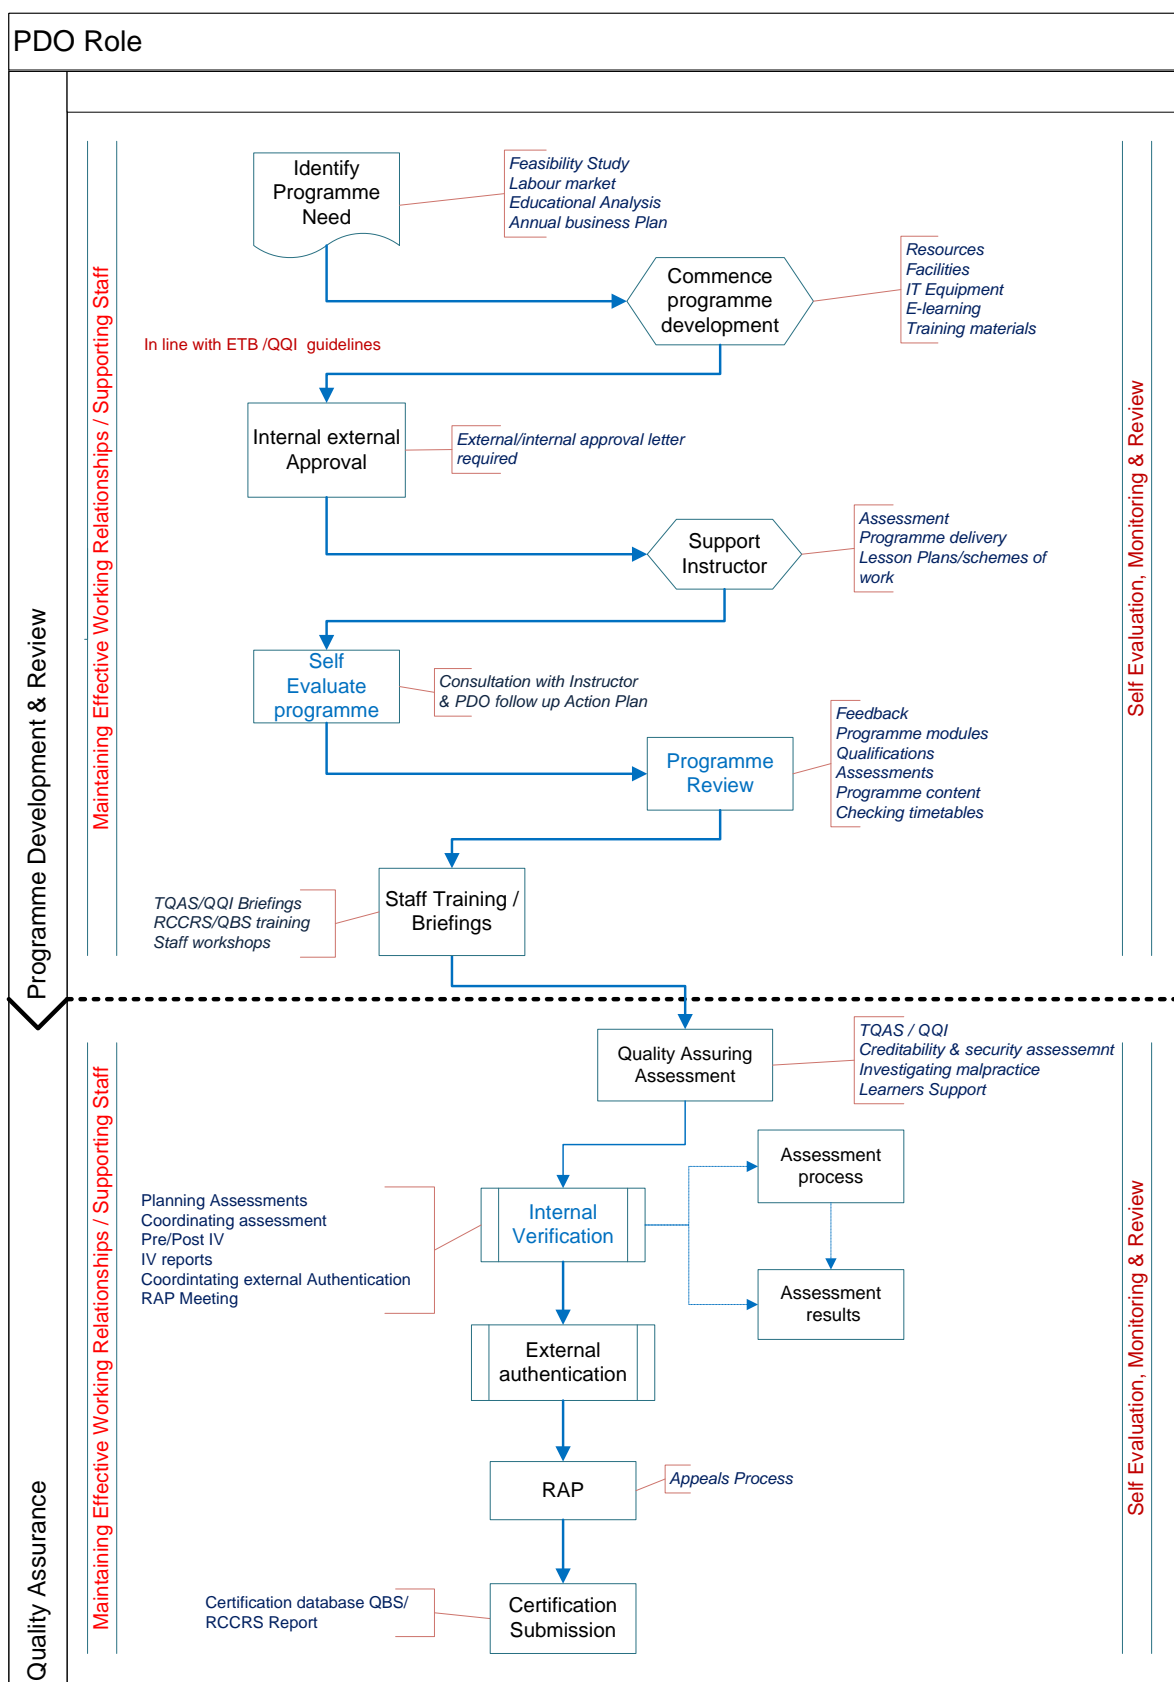 PDO Role
Programme Development & Review
Maintaining Effective Working Relationships / Supporting Staff
Self Evaluation, Monitoring & Review
Identify
Programme
Need
Feasibility Study
Labour market
Educational Analysis
Annual business Plan
Commence
programme
development
Resources
Facilities
IT Equipment
E-learning
Training materials
In line with ETB /QQI  guidelines
Internal external
Approval
External/internal approval letter
required
Support
Instructor
Assessment
Programme delivery
Lesson Plans/schemes of
work
Self
Evaluate
programme
Consultation with Instructor
& PDO follow up Action Plan
Programme
Review
Feedback
Programme modules
Qualifications
Assessments
Programme content
Checking timetables
Staff Training /
Briefings
TQAS/QQI Briefings
RCCRS/QBS training
Staff workshops
Quality Assurance
Maintaining Effective Working Relationships / Supporting Staff
Self Evaluation, Monitoring & Review
Quality Assuring
Assessment
TQAS / QQI
Creditability & security assessemnt
Investigating malpractice
Learners Support
Internal
Verification
Planning Assessments
Coordinating assessment
Pre/Post IV
IV reports
Coordintating external Authentication
RAP Meeting
Assessment
process
Assessment
results
External
authentication
RAP
Appeals Process
Certification
Submission
Certification database QBS/
RCCRS Report